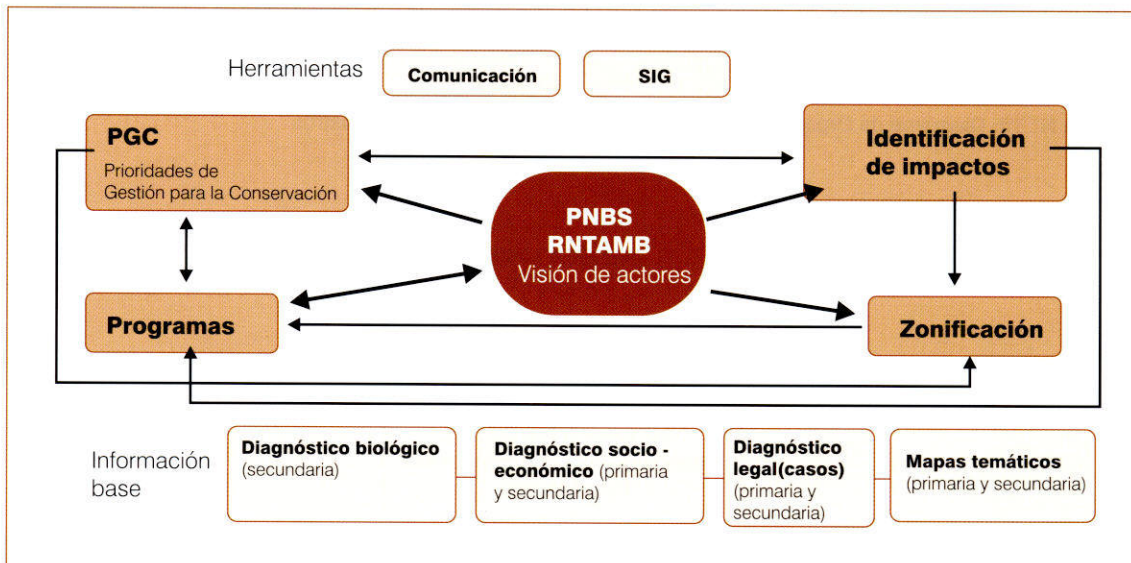 Herramientas
Comunicación
SIG
PGC
Prioridades de
Gestión para la Conservación
Identificación
de impactos
PNBS
RNTAMB
Visión de actores
Programas
Zonificación
Información
base
Diagnóstico biológico
(secundaria)
Diagnóstico socio -
económico (primaria
y secundaria)
Diagnóstico
legal(casos)
(primaria y
secundaria)
Mapas temáticos
(primaria y secundaria)